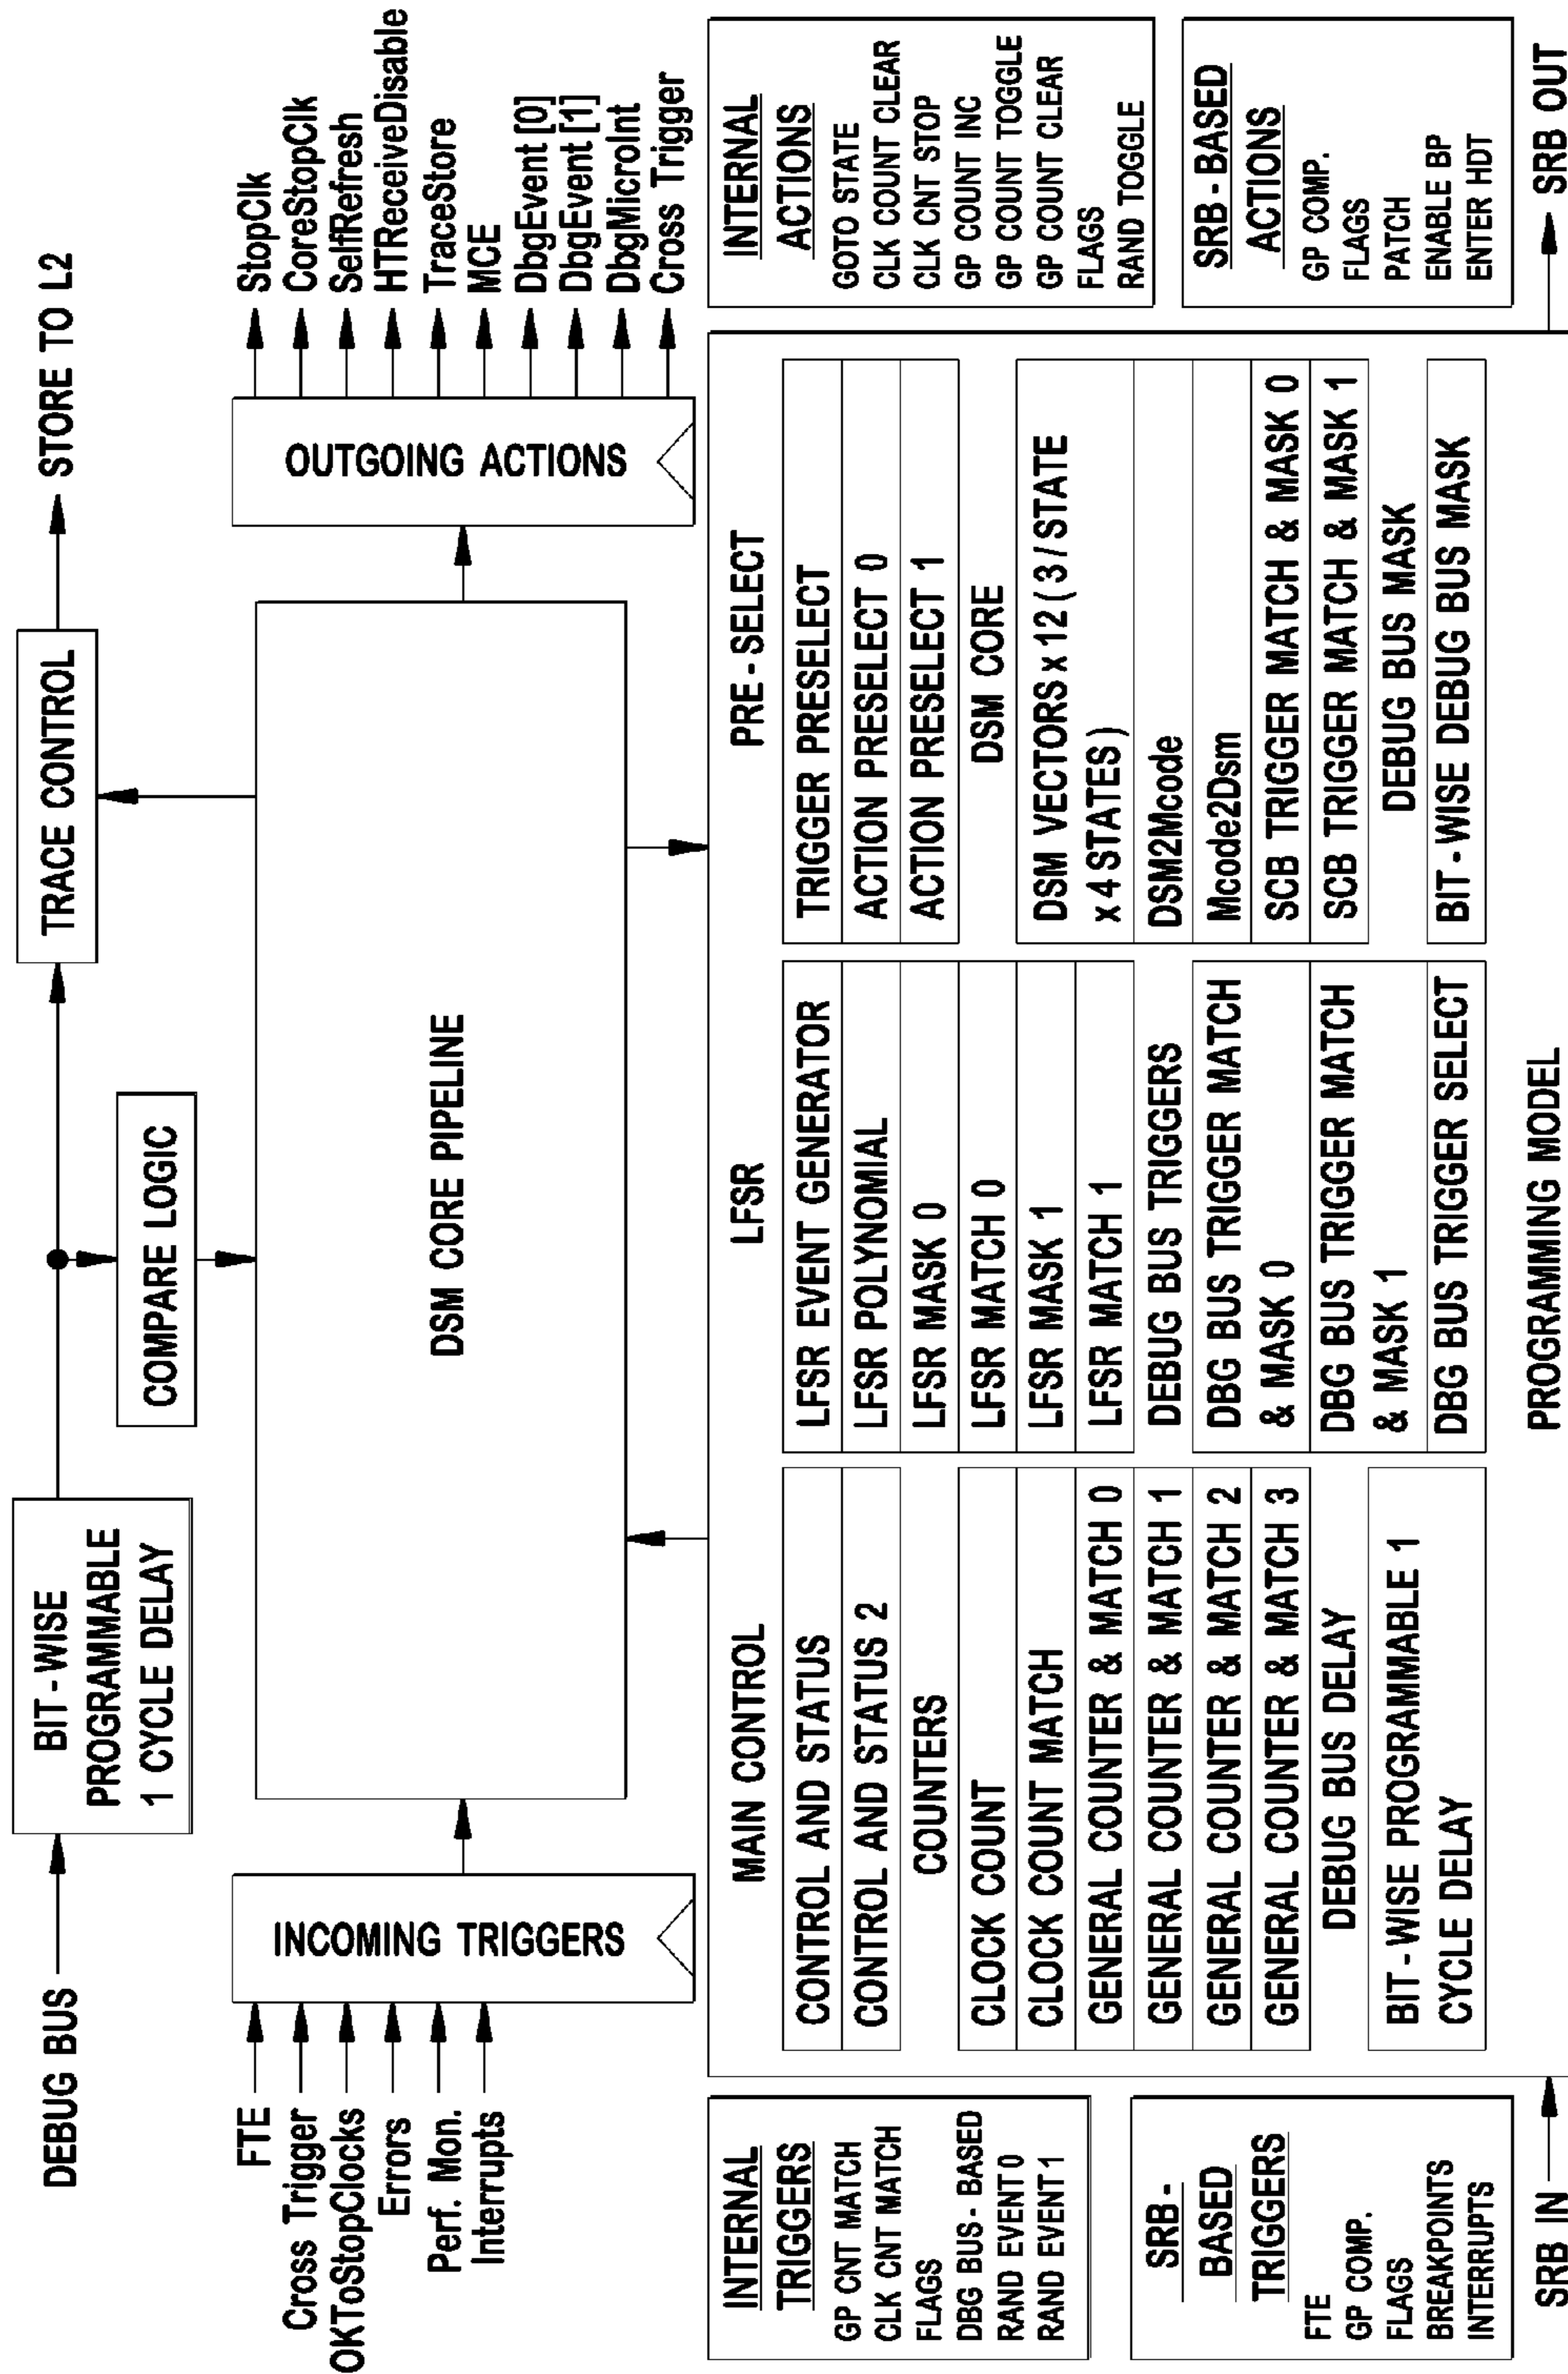 DEBUG BUS
BIT-WISE
PROGRAMMABLE
1 CYCLE DELAY
COMPARE LOGIC
TRACE CONTROL
STORE TO L2
FTE
Cross Trigger
OKToStopClocks
Errors
Perf. Mon.
Interrupts
INCOMING TRIGGERS
DSM CORE PIPELINE
OUTGOING ACTIONS
StopClk
CoreStopClk
SelfRefresh
HTReceiveDisable
TraceStore
MCE
DbgEvent [0]
DbgEvent [1]
DbgMicroInt
Cross Trigger
INTERNAL
TRIGGERS
GP CNT MATCH
CLK CNT MATCH
FLAGS
DBG BUS-BASED
RAND EVENT 0
RAND EVENT 1
SRB-
BASED
TRIGGERS
FTE
GP COMP.
FLAGS
BREAKPOINTS
INTERRUPTS
SRB IN
MAIN CONTROL
CONTROL AND STATUS
CONTROL AND STATUS 2
COUNTERS
CLOCK COUNT
CLOCK COUNT MATCH
GENERAL COUNTER & MATCH 0
GENERAL COUNTER & MATCH 1
GENERAL COUNTER & MATCH 2
GENERAL COUNTER & MATCH 3
DEBUG BUS DELAY
BIT-WISE PROGRAMMABLE 1
CYCLE DELAY
LFSR
LFSR EVENT GENERATOR
LFSR POLYNOMIAL
LFSR MASK 0
LFSR MATCH 0
LFSR MASK 1
LFSR MATCH 1
DEBUG BUS TRIGGERS
DBG BUS TRIGGER MATCH
& MASK 0
DBG BUS TRIGGER MATCH
& MASK 1
DBG BUS TRIGGER SELECT
PRE-SELECT
TRIGGER PRESELECT
ACTION PRESELECT 0
ACTION PRESELECT 1
DSM CORE
DSM VECTORS x 12 ( 3 / STATE
x 4 STATES )
DSM2Mcode
Mcode2Dsm
SCB TRIGGER MATCH & MASK 0
SCB TRIGGER MATCH & MASK 1
DEBUG BUS MASK
BIT-WISE DEBUG BUS MASK
PROGRAMMING MODEL
INTERNAL
ACTIONS
GOTO STATE
CLK COUNT CLEAR
CLK CNT STOP
GP COUNT INC
GP COUNT TOGGLE
GP COUNT CLEAR
FLAGS
RAND TOGGLE
SRB-BASED
ACTIONS
GP COMP.
FLAGS
PATCH
ENABLE BP
ENTER HDT
SRB OUT